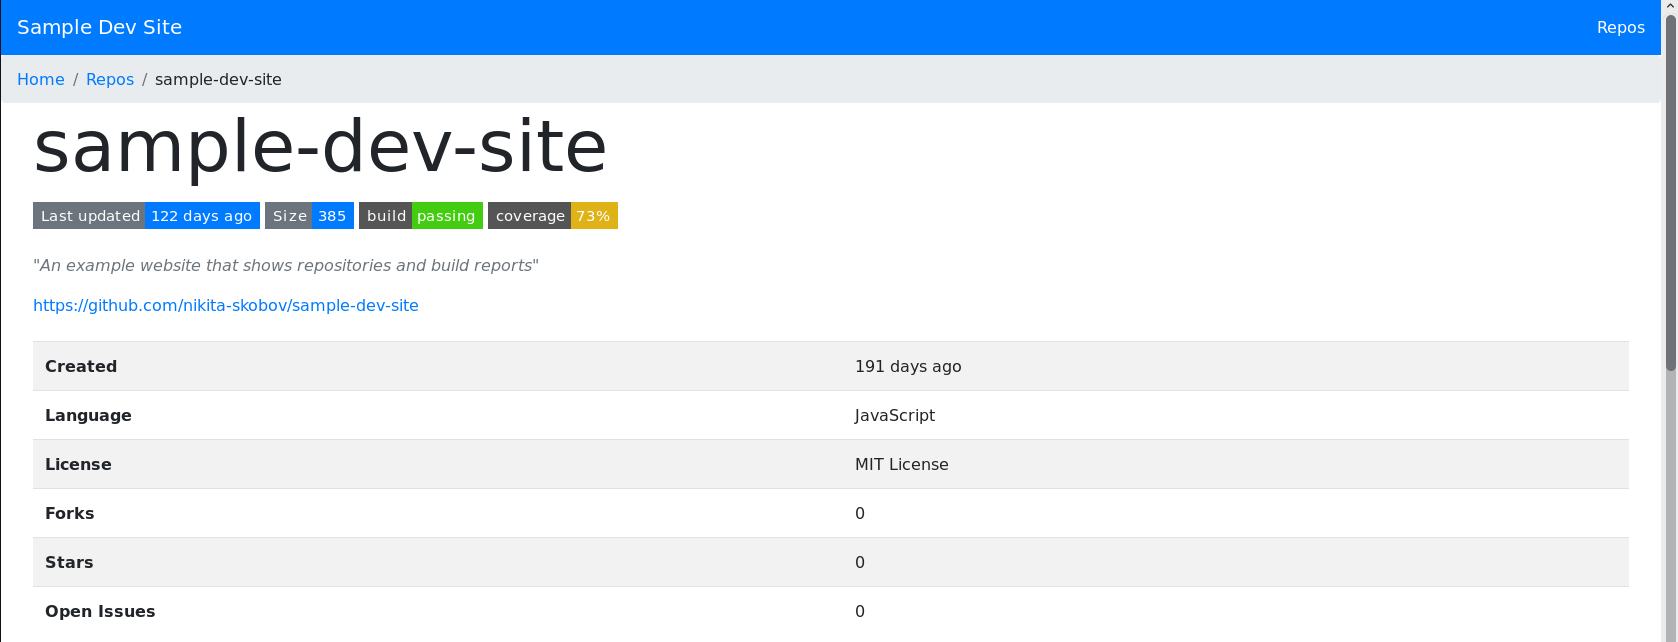 Sample Dev Site Repos
Home / Repos / sample-dev-site
sample-dev-site
Last updated 122 days ago Size 385 build passing coverage 73%
"An example website that shows repositories and build reports"
https://github.com/nikita-skobov/sample-dev-site
Created 191 days ago
Language JavaScript
License MIT License
Forks 0
Stars 0
Open Issues 0